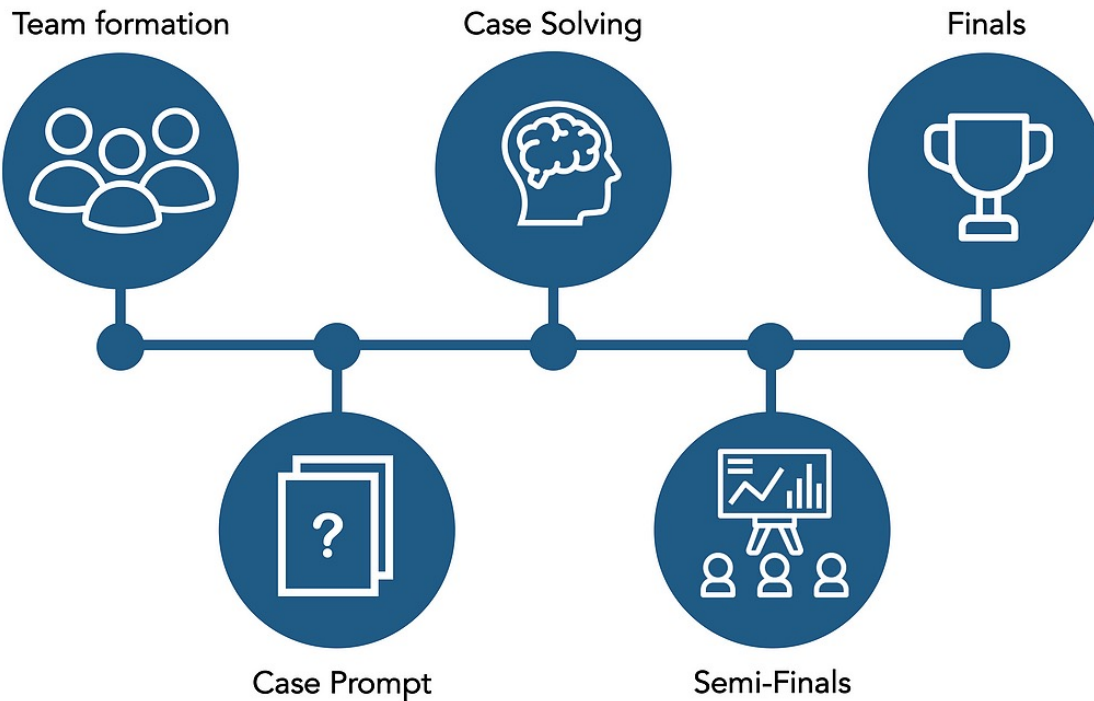 Team formation
Case Solving
Finals
?
Case Prompt
Semi-Finals